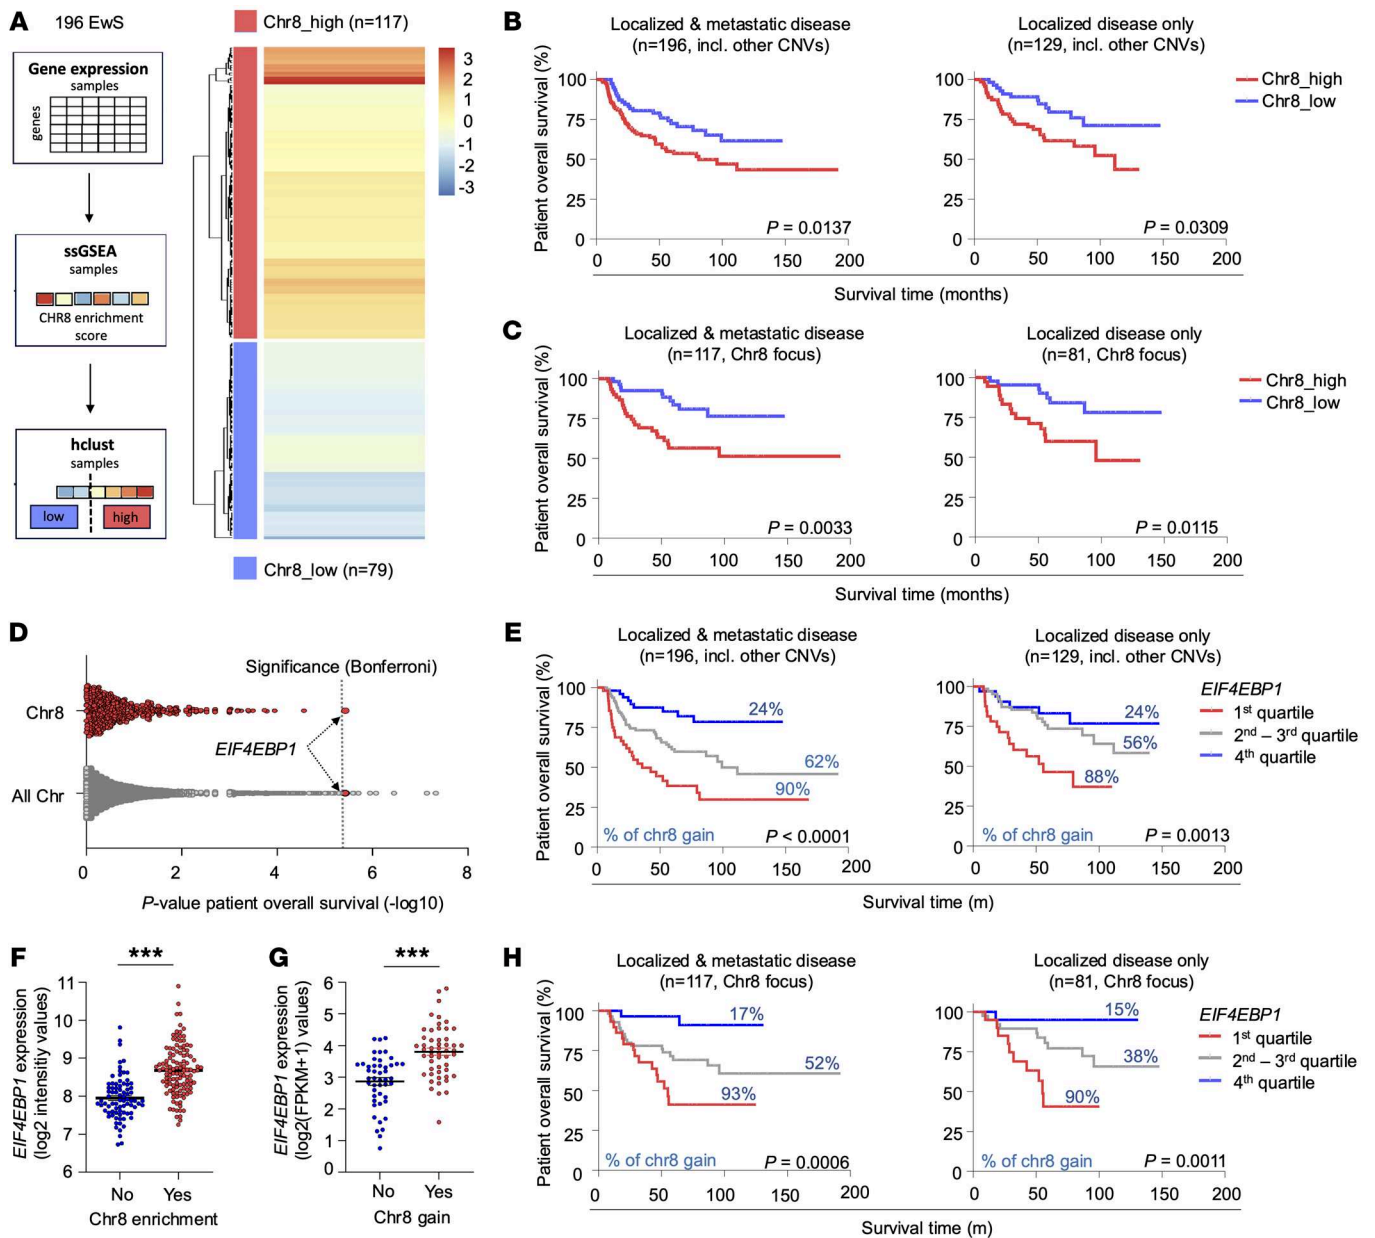 A
196 EwS
Gene expression
samples
genes
ssGSEA
samples
CHR8 enrichment
score
hclust
samples
low
high
Chr8_high (n=117)
3
2
1
0
-1
-2
-3
Chr8_low (n=79)
B
Localized & metastatic disease
(n=196, incl. other CNVs)
Localized disease only
(n=129, incl. other CNVs)
Patient overall survival (%)
100
75
50
25
0
P = 0.0137
0 50 100 150 200
100
75
50
25
0
P = 0.0309
0 50 100 150 200
Chr8_high
Chr8_low
Survival time (months)
C
Localized & metastatic disease
(n=117, Chr8 focus)
Localized disease only
(n=81, Chr8 focus)
Patient overall survival (%)
100
75
50
25
0
P = 0.0033
0 50 100 150 200
100
75
50
25
0
P = 0.0115
0 50 100 150 200
Chr8_high
Chr8_low
Survival time (months)
D
Significance (Bonferroni)
Chr8
EIF4EBP1
All Chr
0 2 4 6 8
P-value patient overall survival (-log10)
E
Localized & metastatic disease
(n=196, incl. other CNVs)
Localized disease only
(n=129, incl. other CNVs)
Patient overall survival (%)
100
75
50
25
0
24%
62%
90%
% of chr8 gain
P < 0.0001
0 50 100 150 200
100
75
50
25
0
24%
56%
88%
% of chr8 gain
P = 0.0013
0 50 100 150 200
EIF4EBP1
1st quartile
2nd – 3rd quartile
4th quartile
Survival time (m)
F
***
EIF4EBP1 expression
(log2 intensitiy values)
11
10
9
8
7
6
No Yes
Chr8 enrichment
G
***
EIF4EBP1 expression
(log2(FPKM+1) values)
6
5
4
3
2
1
0
No Yes
Chr8 gain
H
Localized & metastatic disease
(n=117, Chr8 focus)
Localized disease only
(n=81, Chr8 focus)
Patient overall survival (%)
100
75
50
25
0
17%
52%
93%
% of chr8 gain
P = 0.0006
0 50 100 150 200
100
75
50
25
0
15%
38%
90%
% of chr8 gain
P = 0.0011
0 50 100 150 200
EIF4EBP1
1st quartile
2nd – 3rd quartile
4th quartile
Survival time (m)